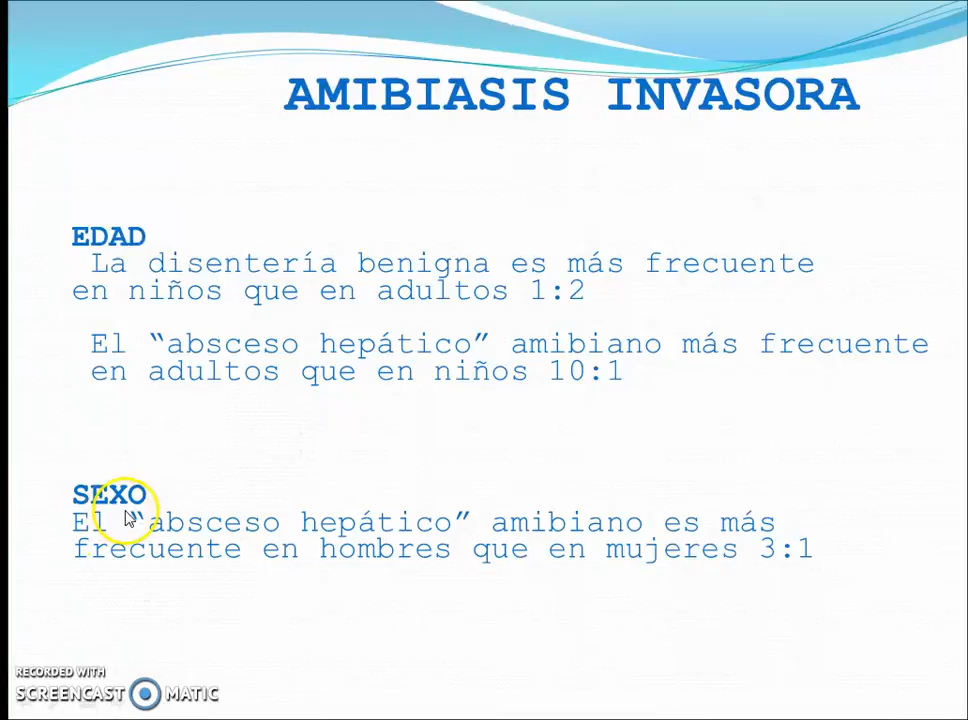 AMIBIASIS INVASORA
EDAD
La disentería benigna es más frecuente
en niños que en adultos 1:2
El “absceso hepático” amibiano más frecuente
en adultos que en niños 10:1
SEXO
El “absceso hepático” amibiano es más
frecuente en hombres que en mujeres 3:1
RECORDED WITH
SCREENCAST MATIC